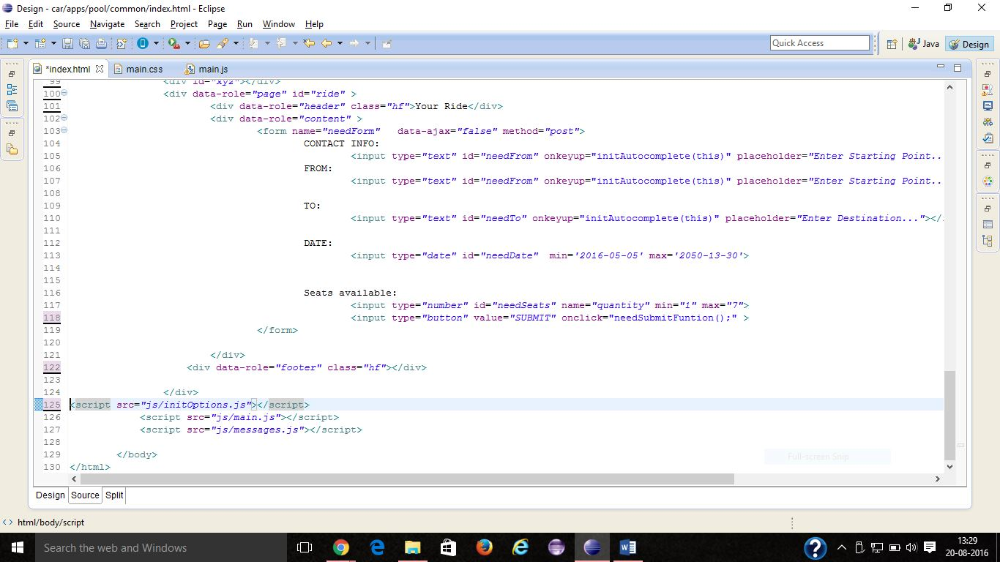 Design - car/apps/pool/common/index.html - Eclipse
File Edit Source Navigate Search Project Page Run Window Help
Quick Access Java Design
*index.html main.css main.js
99 <div id="xyz"></div>
100 <div data-role="page" id="ride" >
101 <div data-role="header" class="hf">Your Ride</div>
102 <div data-role="content" >
103 <form name="needForm" data-ajax="false" method="post">
104 CONTACT INFO:
105 <input type="text" id="needFrom" onkeyup="initAutocomplete(this)" placeholder="Enter Starting Point..
106 FROM:
107 <input type="text" id="needFrom" onkeyup="initAutocomplete(this)" placeholder="Enter Starting Point..
108
109 TO:
110 <input type="text" id="needTo" onkeyup="initAutocomplete(this)" placeholder="Enter Destination..."></
111
112 DATE:
113 <input type="date" id="needDate" min='2016-05-05' max='2050-13-30'>
114
115
116 Seats available:
117 <input type="number" id="needSeats" name="quantity" min="1" max="7">
118 <input type="button" value="SUBMIT" onclick="needSubmitFuntion();" >
119 </form>
120
121 </div>
122 <div data-role="footer" class="hf"></div>
123
124 </div>
125 <script src="js/initOptions.js"></script>
126 <script src="js/main.js"></script>
127 <script src="js/messages.js"></script>
128
129 </body>
130 </html>
Full-screen Snip
Design Source Split
html/body/script
Search the web and Windows
13:29
20-08-2016